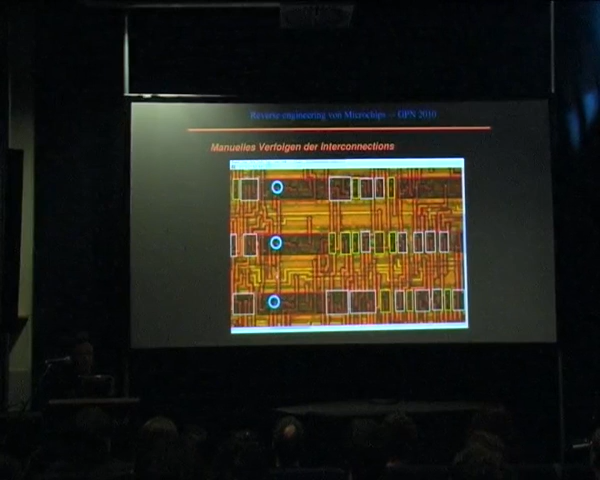 Reverse engineering von Microchips — GPN 2010
Manuelles Verfolgen der Interconnections